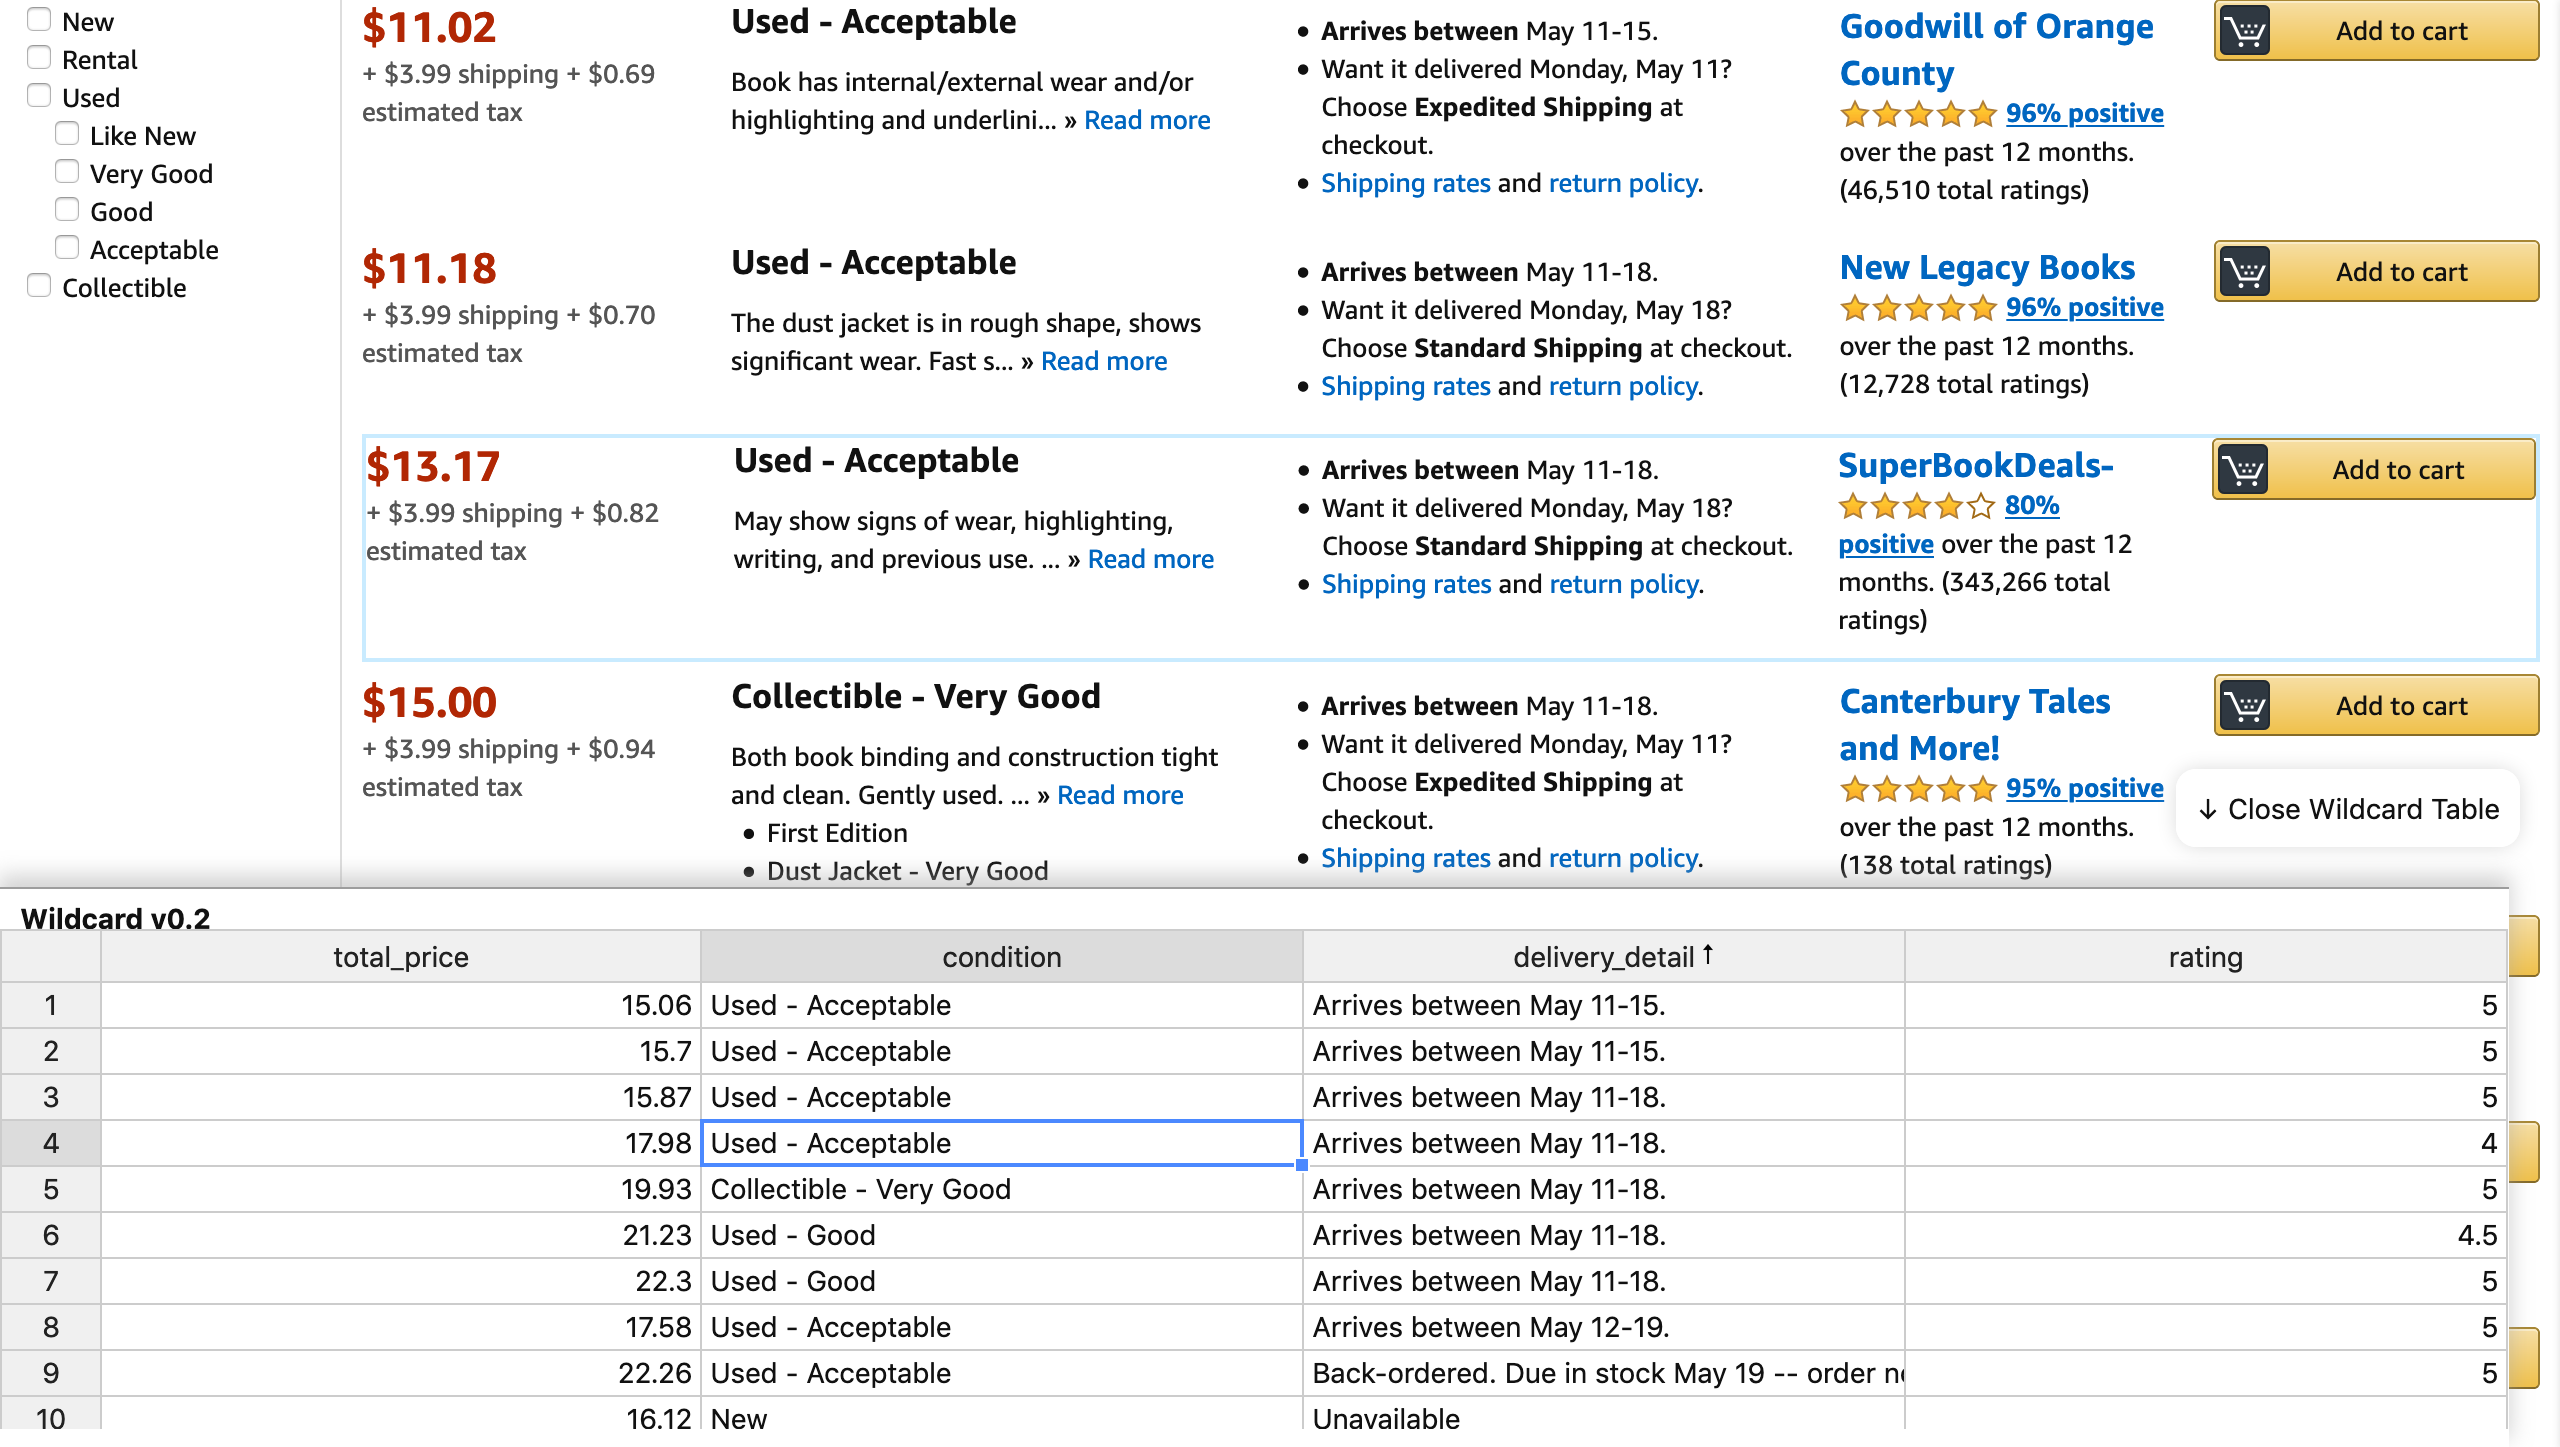 New
Rental
Used
Like New
Very Good
Good
Acceptable
Collectible
$11.02
+ $3.99 shipping + $0.69
estimated tax
Used - Acceptable
Book has internal/external wear and/or
highlighting and underlini... » Read more
Arrives between May 11-15.
Want it delivered Monday, May 11?
Choose Expedited Shipping at
checkout.
Shipping rates and return policy.
Goodwill of Orange
County
96% positive
over the past 12 months.
(46,510 total ratings)
Add to cart
$11.18
+ $3.99 shipping + $0.70
estimated tax
Used - Acceptable
The dust jacket is in rough shape, shows
significant wear. Fast s... » Read more
Arrives between May 11-18.
Want it delivered Monday, May 18?
Choose Standard Shipping at checkout.
Shipping rates and return policy.
New Legacy Books
96% positive
over the past 12 months.
(12,728 total ratings)
Add to cart
$13.17
+ $3.99 shipping + $0.82
estimated tax
Used - Acceptable
May show signs of wear, highlighting,
writing, and previous use. ... » Read more
Arrives between May 11-18.
Want it delivered Monday, May 18?
Choose Standard Shipping at checkout.
Shipping rates and return policy.
SuperBookDeals-
80%
positive over the past 12
months. (343,266 total
ratings)
Add to cart
$15.00
+ $3.99 shipping + $0.94
estimated tax
Collectible - Very Good
Both book binding and construction tight
and clean. Gently used. ... » Read more
First Edition
Dust Jacket - Very Good
Arrives between May 11-18.
Want it delivered Monday, May 11?
Choose Expedited Shipping at
checkout.
Shipping rates and return policy.
Canterbury Tales
and More!
95% positive
over the past 12 months.
(138 total ratings)
Add to cart
↓ Close Wildcard Table
Wildcard v0.2
total_price condition delivery_detail ↑ rating
1 15.06 Used - Acceptable Arrives between May 11-15. 5
2 15.7 Used - Acceptable Arrives between May 11-15. 5
3 15.87 Used - Acceptable Arrives between May 11-18. 5
4 17.98 Used - Acceptable Arrives between May 11-18. 4
5 19.93 Collectible - Very Good Arrives between May 11-18. 5
6 21.23 Used - Good Arrives between May 11-18. 4.5
7 22.3 Used - Good Arrives between May 11-18. 5
8 17.58 Used - Acceptable Arrives between May 12-19. 5
9 22.26 Used - Acceptable Back-ordered. Due in stock May 19 -- order 5
10 16.12 New Unavailable